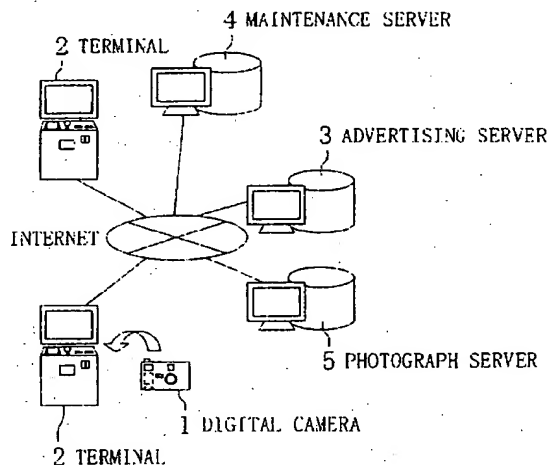 4 MAINTENANCE SERVER
2 TERMINAL
3 ADVERTISING SERVER
INTERNET
5 PHOTOGRAPH SERVER
1 DIGITAL CAMERA
2 TERMINAL